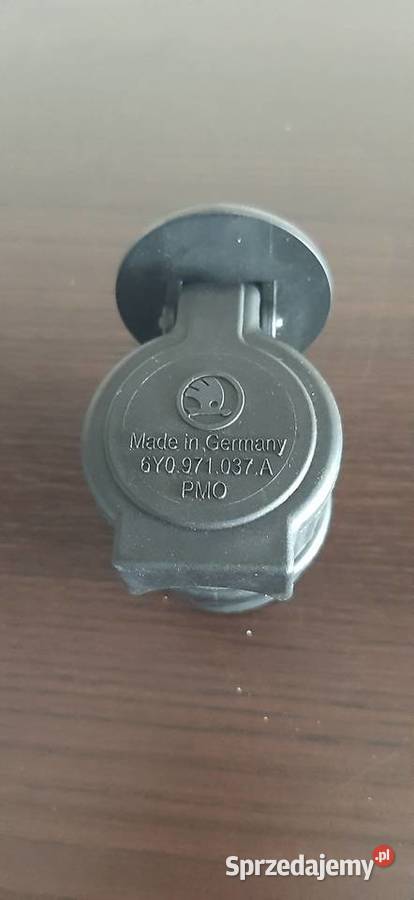 Made in Germany
6Y0.971.037.A
PMO
Sprzedajemy.pl